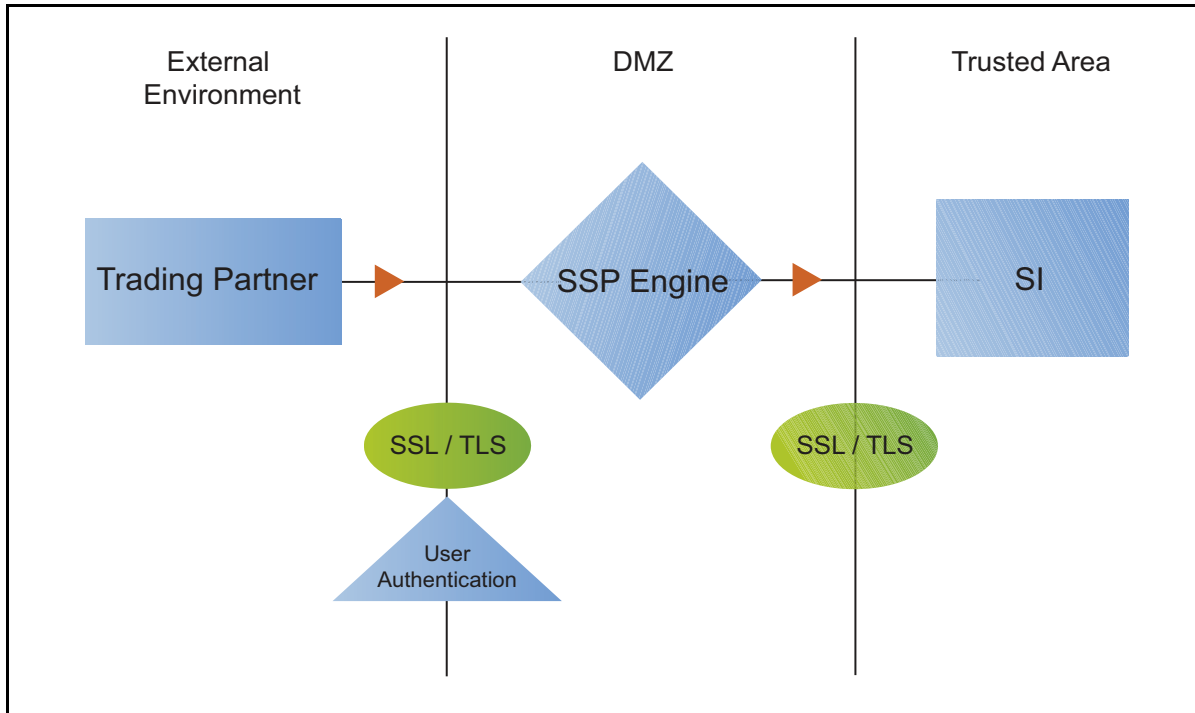 External
Environment
DMZ
Trusted Area
Trading Partner
SSP Engine
SI
SSL / TLS
SSL / TLS
User
Authentication